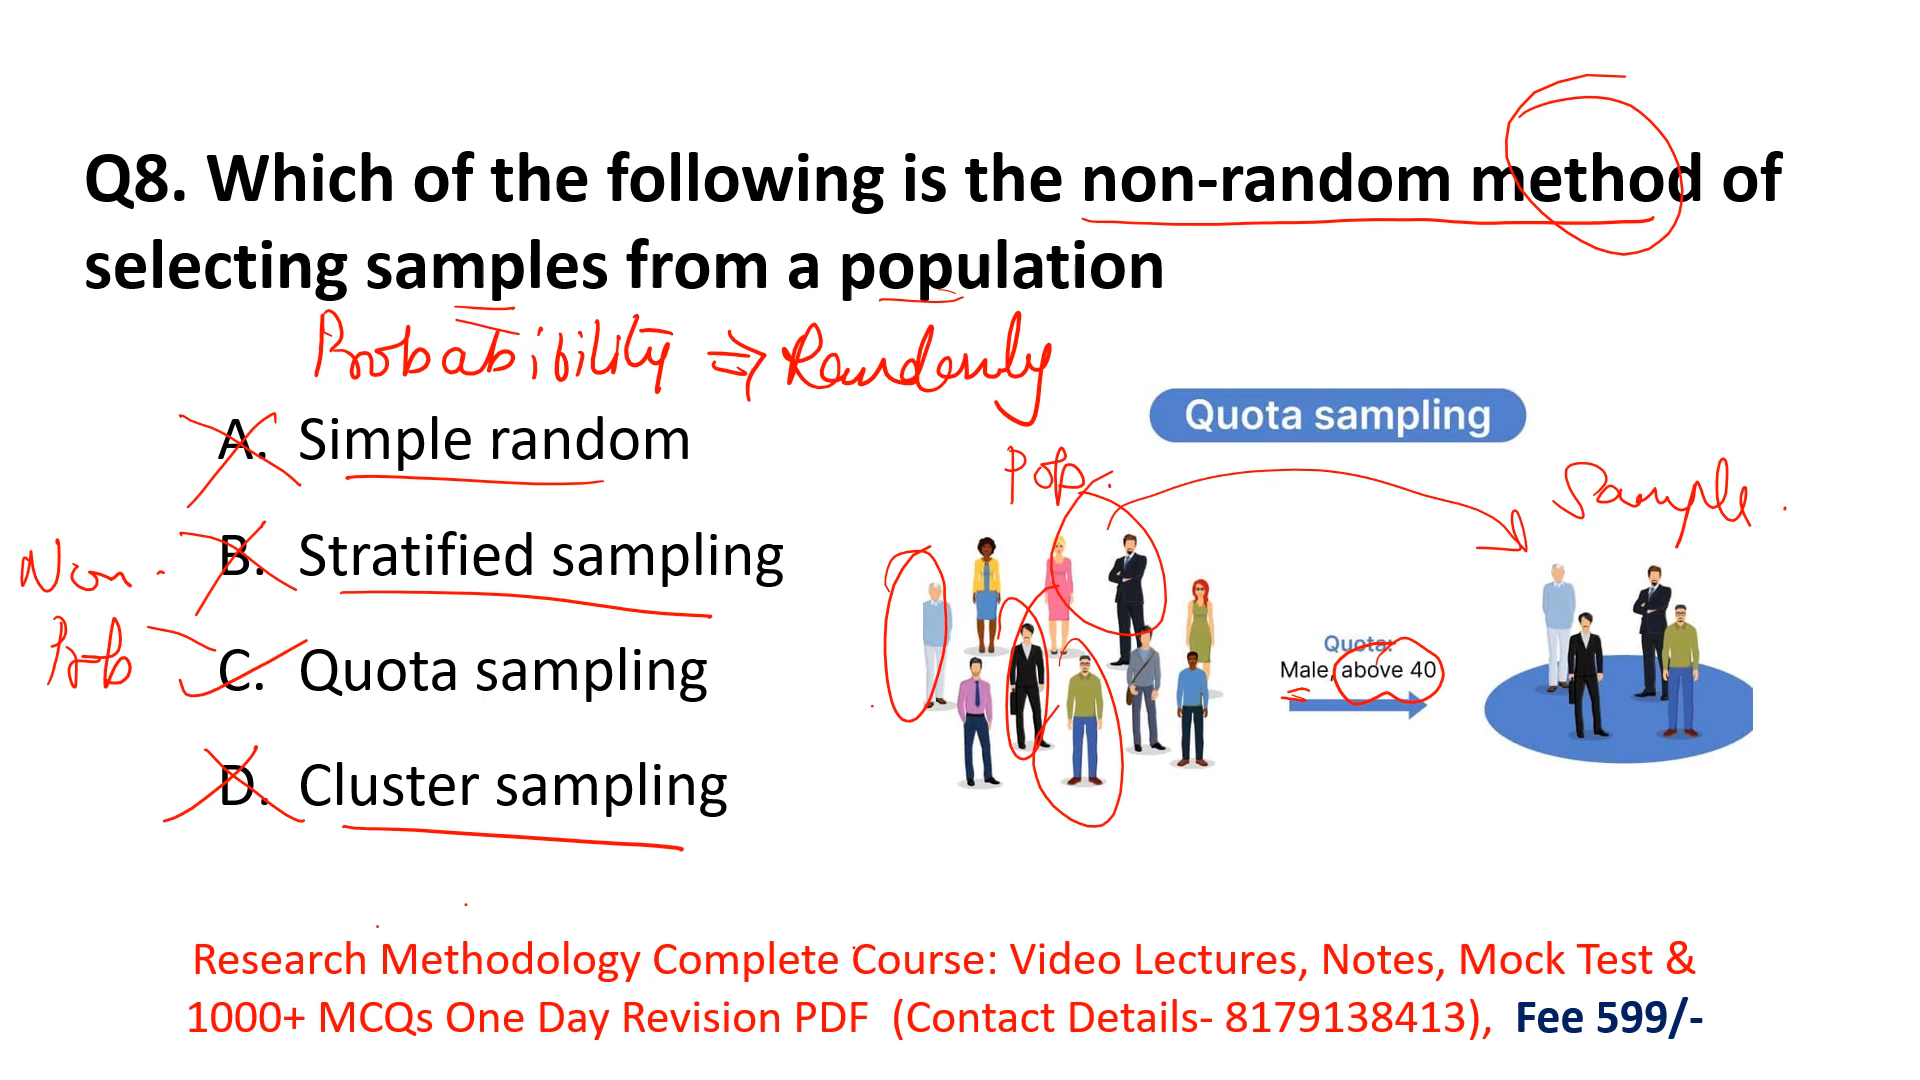 Q8. Which of the following is the non-random method of
selecting samples from a population
Probability ⇒ Randomly
A. Simple random
Quota sampling
Pop.
Sample.
B. Stratified sampling
Non-
Prob
C. Quota sampling
Quota:
Male, above 40
D. Cluster sampling
Research Methodology Complete Course: Video Lectures, Notes, Mock Test &
1000+ MCQs One Day Revision PDF (Contact Details- 8179138413), Fee 599/-